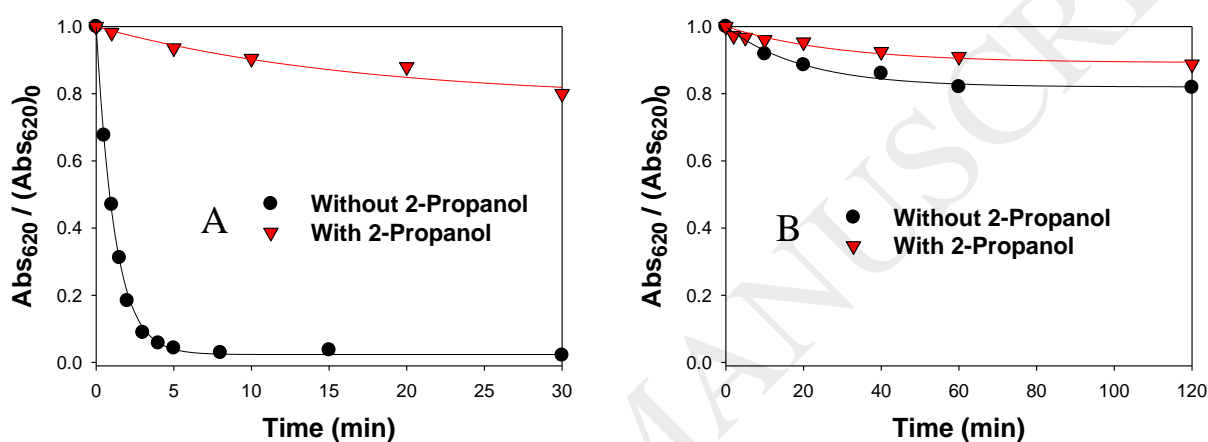 Abs620 / (Abs620)0
1.0
0.8
0.6
0.4
0.2
0.0
A
Without 2-Propanol
With 2-Propanol
0 5 10 15 20 25 30
Time (min)
Abs620 / (Abs620)0
1.0
0.8
0.6
0.4
0.2
0.0
B
Without 2-Propanol
With 2-Propanol
0 20 40 60 80 100 120
Time (min)
MANUSCR